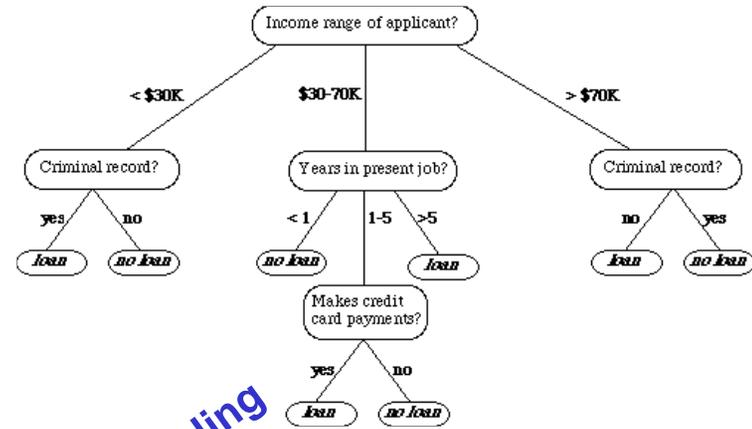 Income range of applicant?
< $30K
$30-70K
> $70K
Criminal record?
Years in present job?
Criminal record?
yes
no
< 1
1-5
>5
no
yes
loan
no loan
no loan
loan
loan
no loan
Makes credit
card payments?
yes
no
loan
no loan